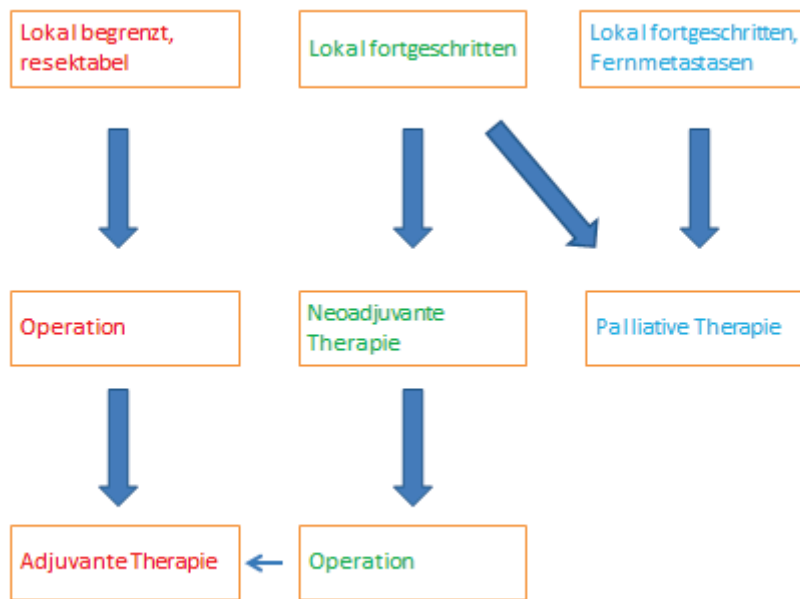 Lokal begrenzt,
resektabel
Lokal fortgeschritten
Lokal fortgeschritten,
Fernmetastasen
Operation
Neoadjuvante
Therapie
Palliative Therapie
Adjuvante Therapie
Operation